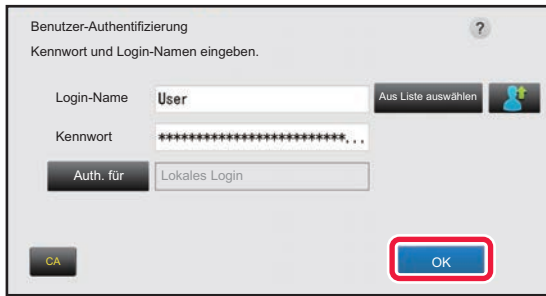 Benutzer-Authentifizierung ?
Kennwort und Login-Namen eingeben.
Login-Name User Aus Liste auswählen
Kennwort *************************...
Auth. für Lokales Login
CA OK